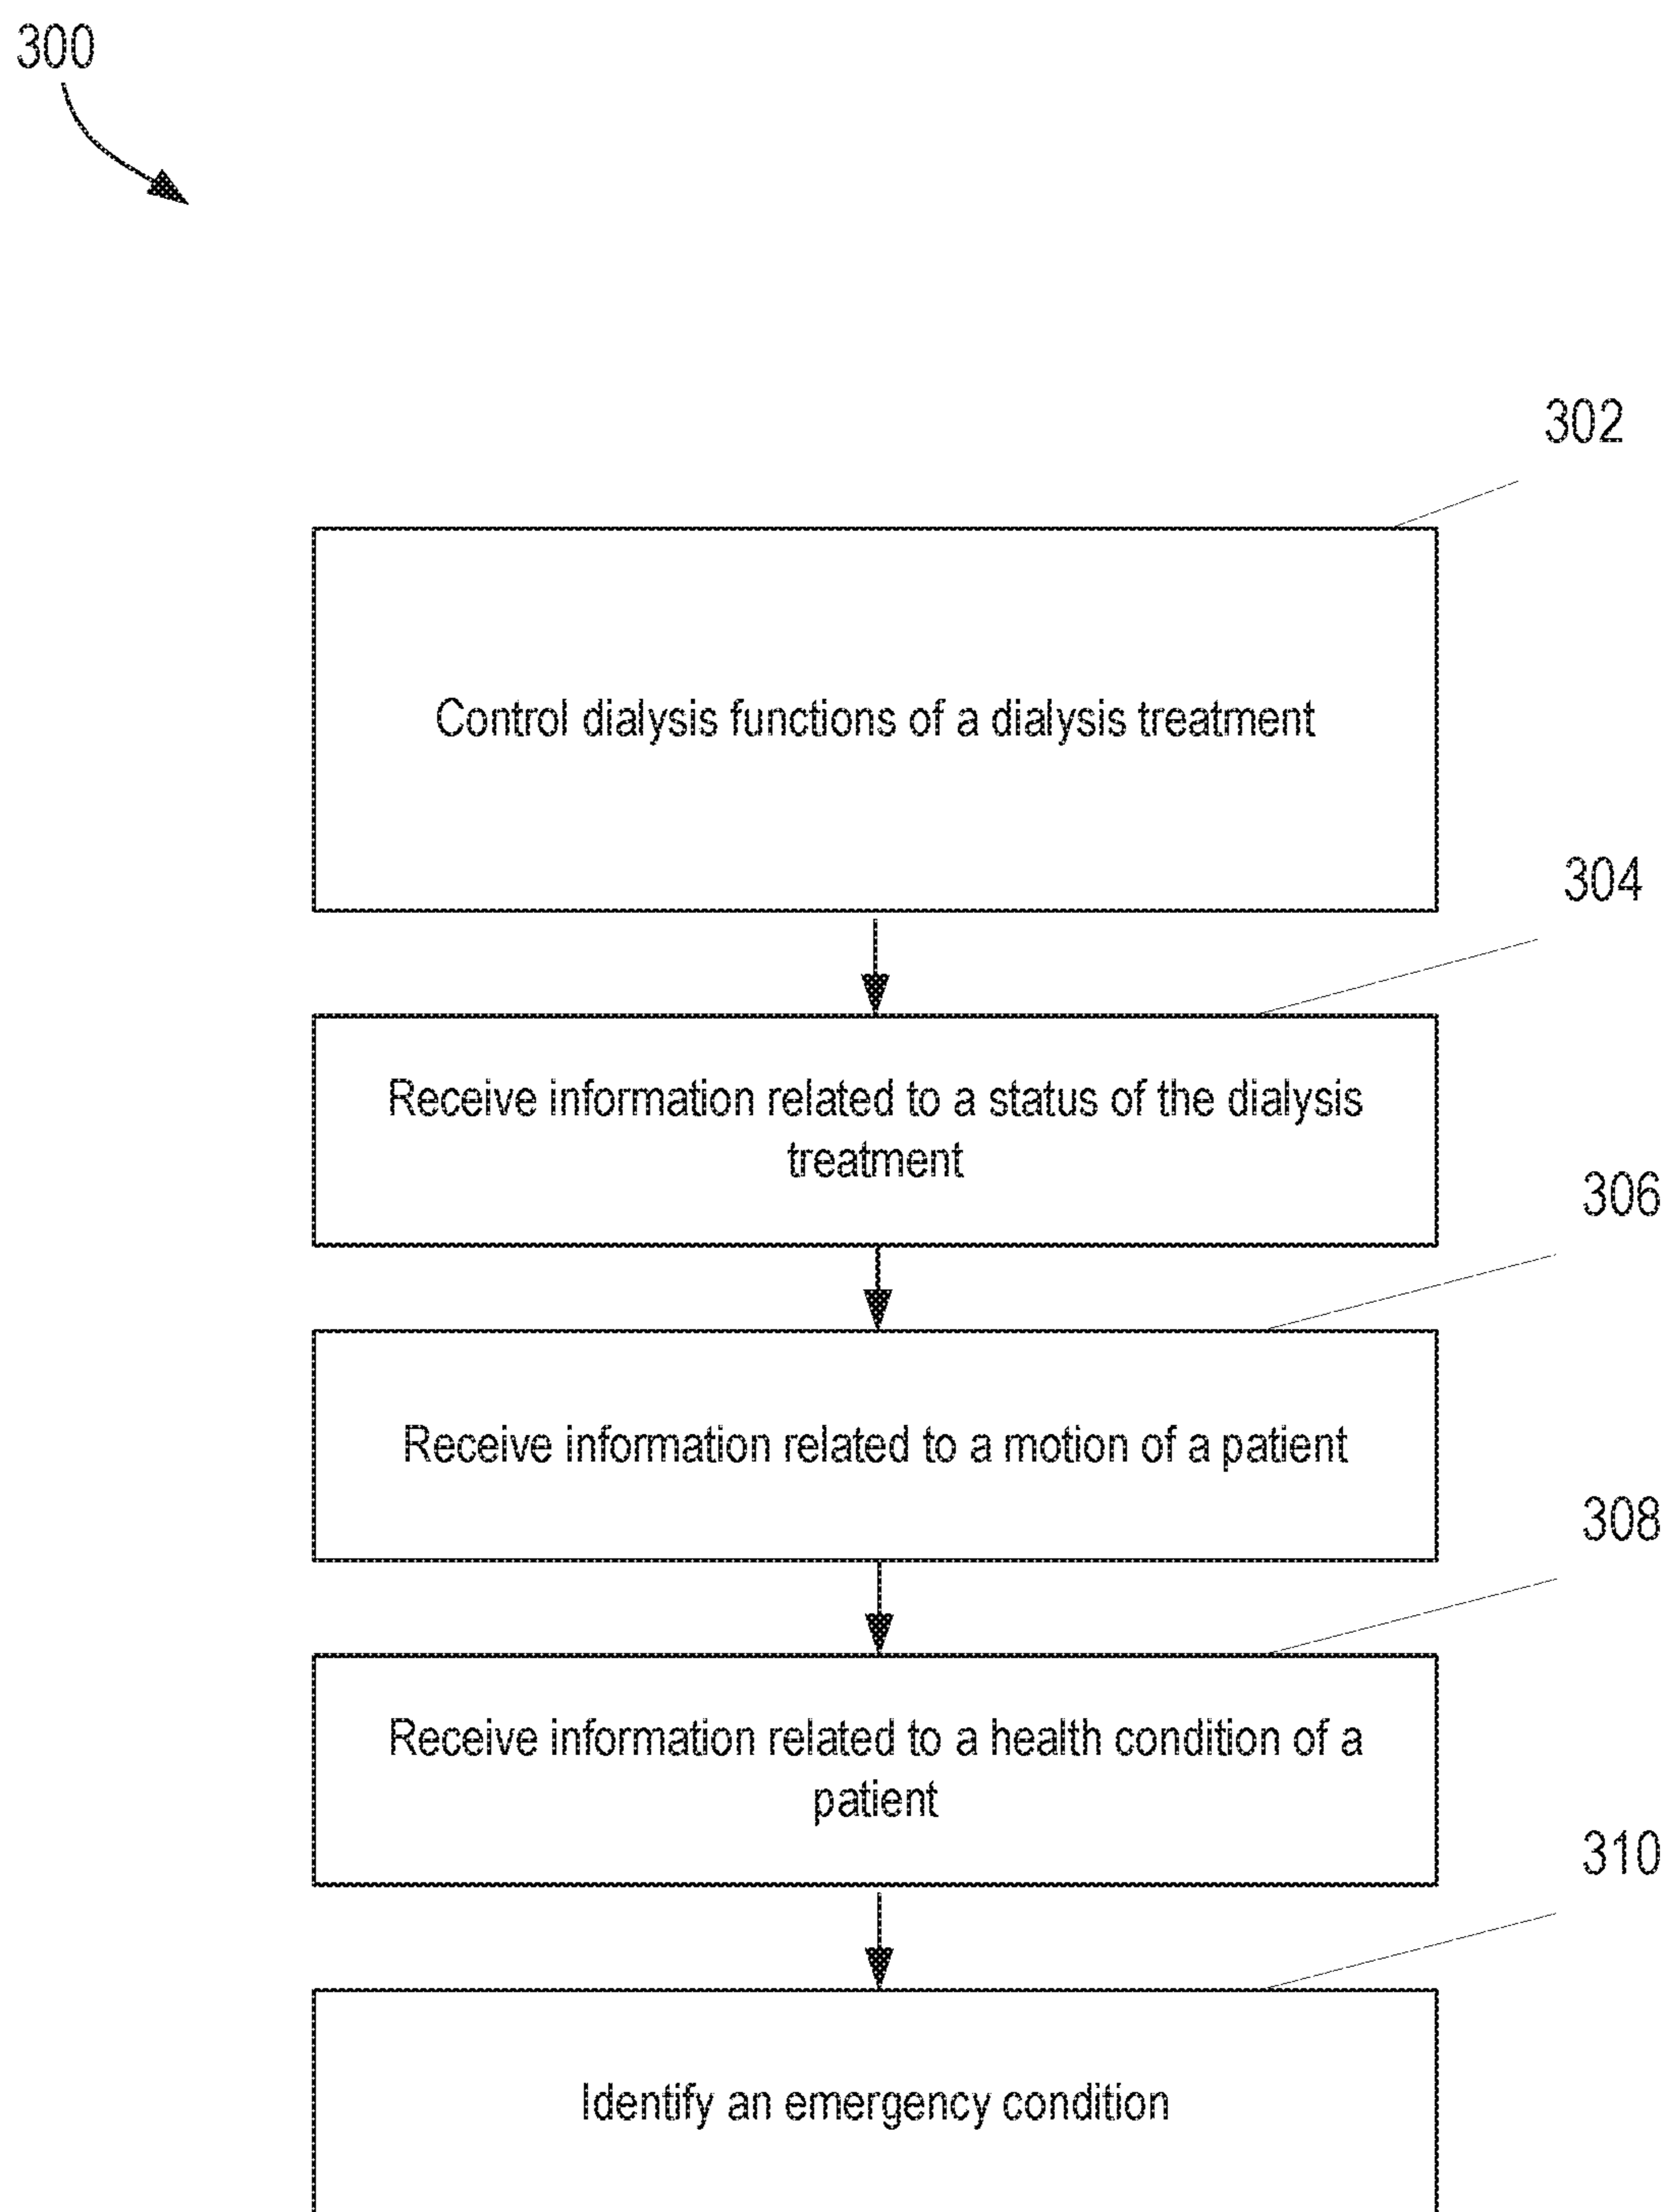 300
302
Control dialysis functions of a dialysis treatment
304
Receive information related to a status of the dialysis
treatment
306
Receive information related to a motion of a patient
308
Receive information related to a health condition of a
patient
310
Identify an emergency condition